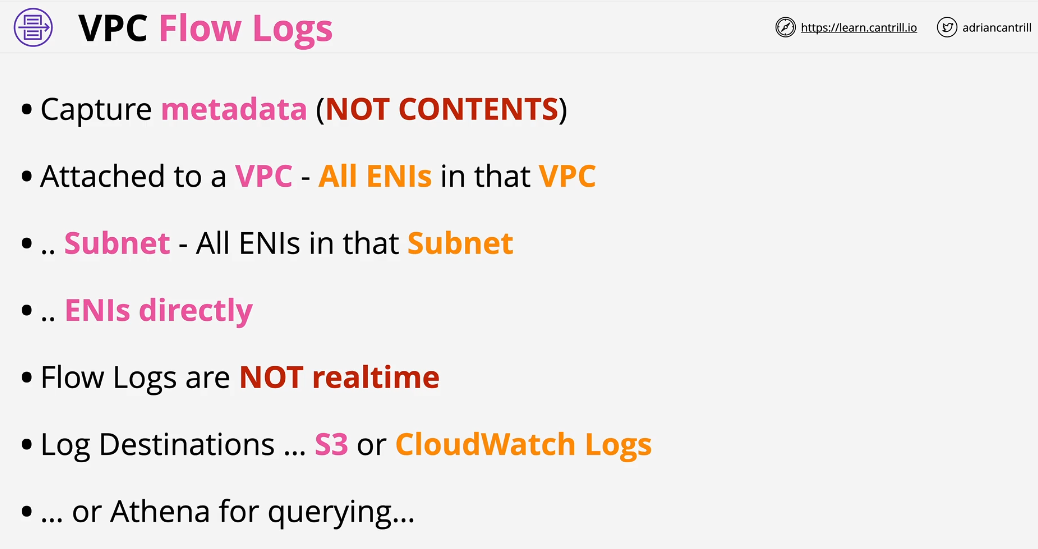 VPC Flow Logs
https://learn.cantrill.io
adriancantrill
• Capture metadata (NOT CONTENTS)
• Attached to a VPC - All ENIs in that VPC
• .. Subnet - All ENIs in that Subnet
• .. ENIs directly
• Flow Logs are NOT realtime
• Log Destinations ... S3 or CloudWatch Logs
• ... or Athena for querying...